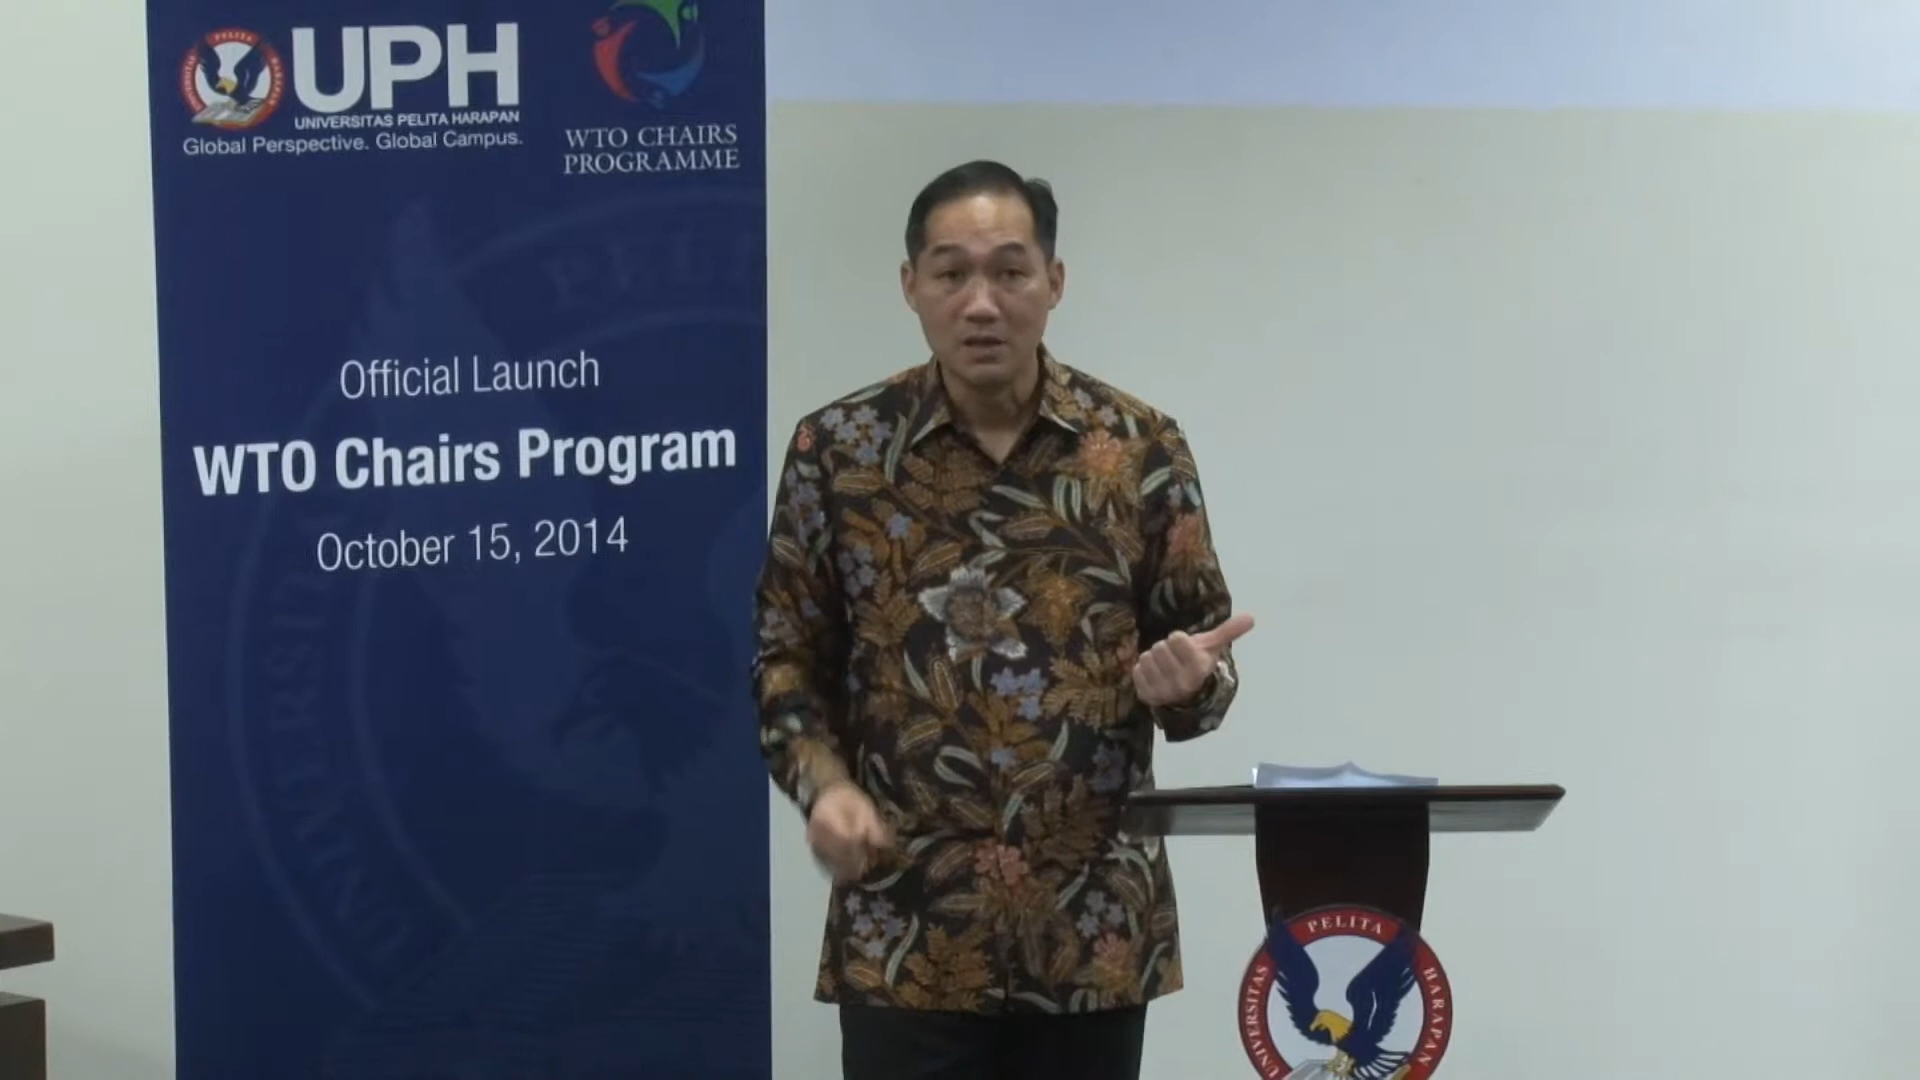 UPH
UNIVERSITAS PELITA HARAPAN
Global Perspective. Global Campus.
WTO CHAIRS
PROGRAMME
Official Launch
WTO Chairs Program
October 15, 2014
UNIVERSITAS PELITA HARAPAN